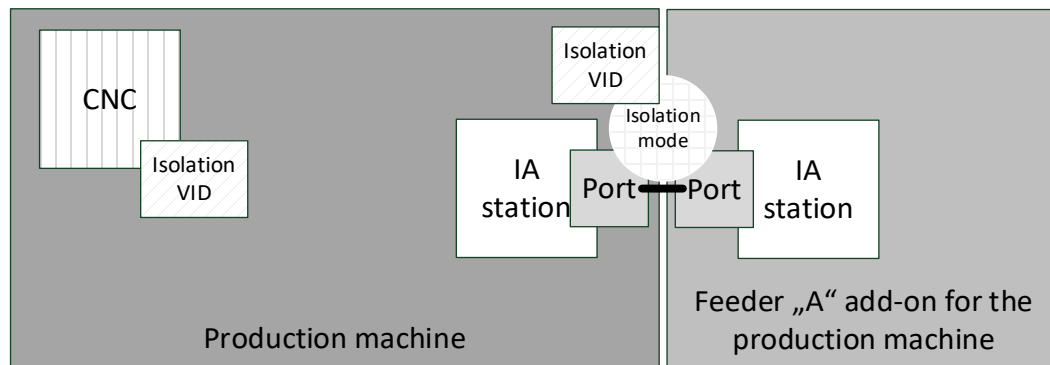 CNC
Isolation
VID
Isolation
VID
Isolation
mode
IA
station
Port
Port
IA
station
Production machine
Feeder „A“ add-on for the
production machine